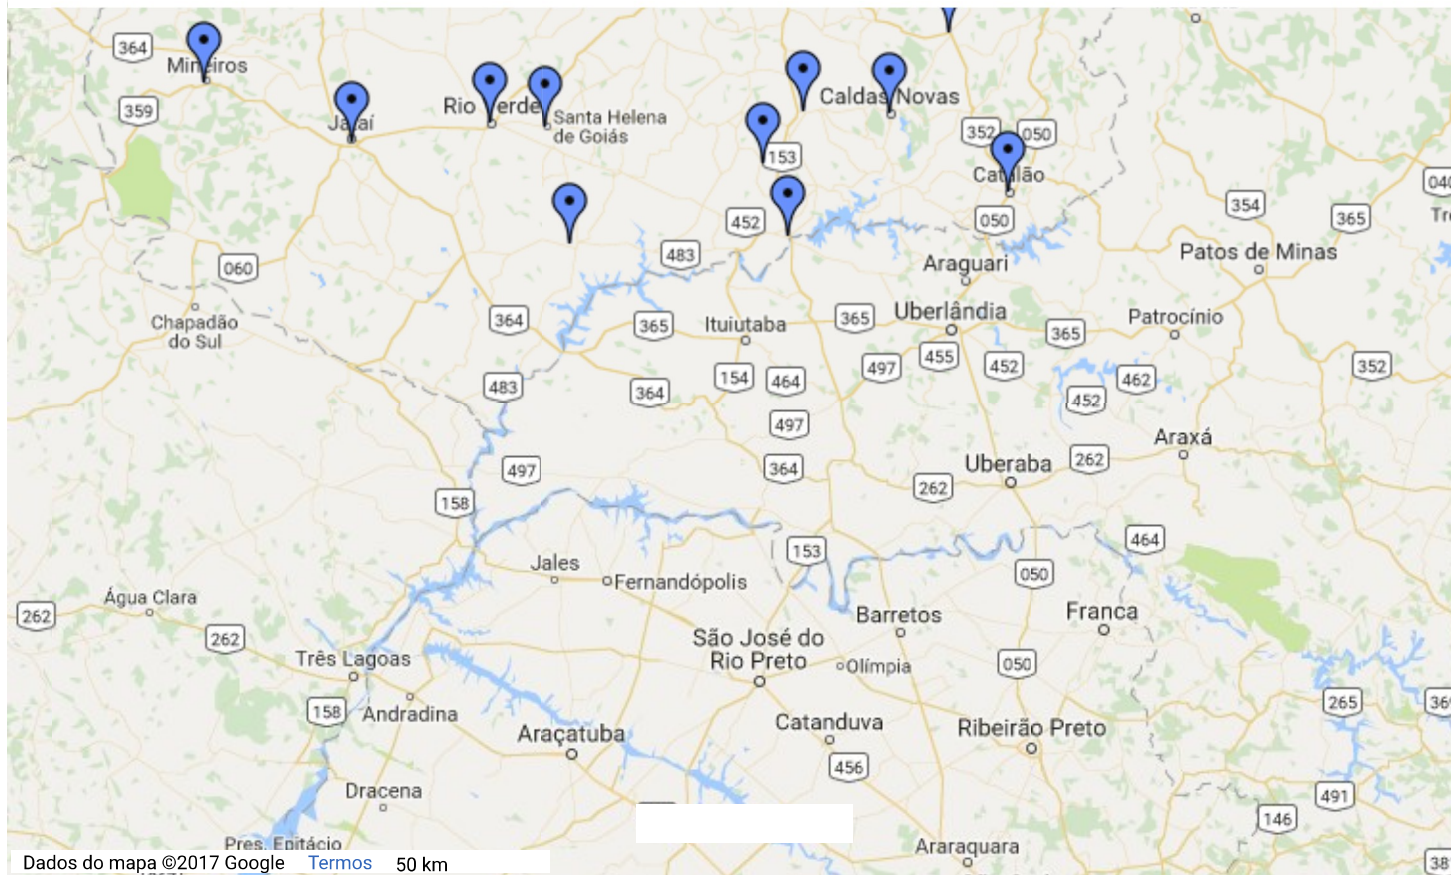 364
Mineiros
359
Jataí
Rio Verde
Santa Helena
de Goiás
Caldas Novas
153
352
050
Catalão
050
452
483
060
354
365
040
Araguari
Patos de Minas
Chapadão
do Sul
364
365
Ituiutaba
365
Uberlândia
365
Patrocínio
455
452
497
483
364
154
464
462
452
352
497
Araxá
497
364
Uberaba
262
262
158
153
464
050
Jales
Fernandópolis
Água Clara
262
262
Barretos
Franca
São José do
Rio Preto
Olímpia
050
Três Lagoas
158
Andradina
265
Araçatuba
Catanduva
Ribeirão Preto
456
Dracena
491
146
Pres. Epitácio
Araraquara
Dados do mapa ©2017 Google Termos 50 km